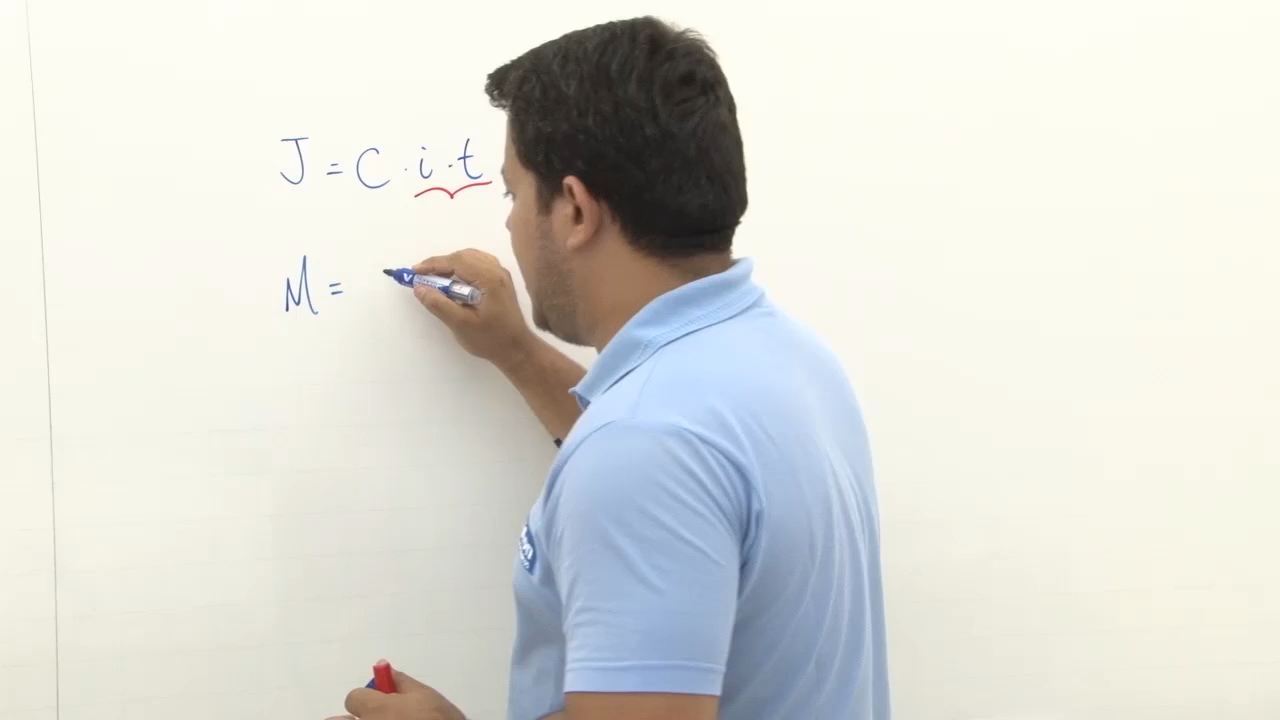 J = C · i · t
M =